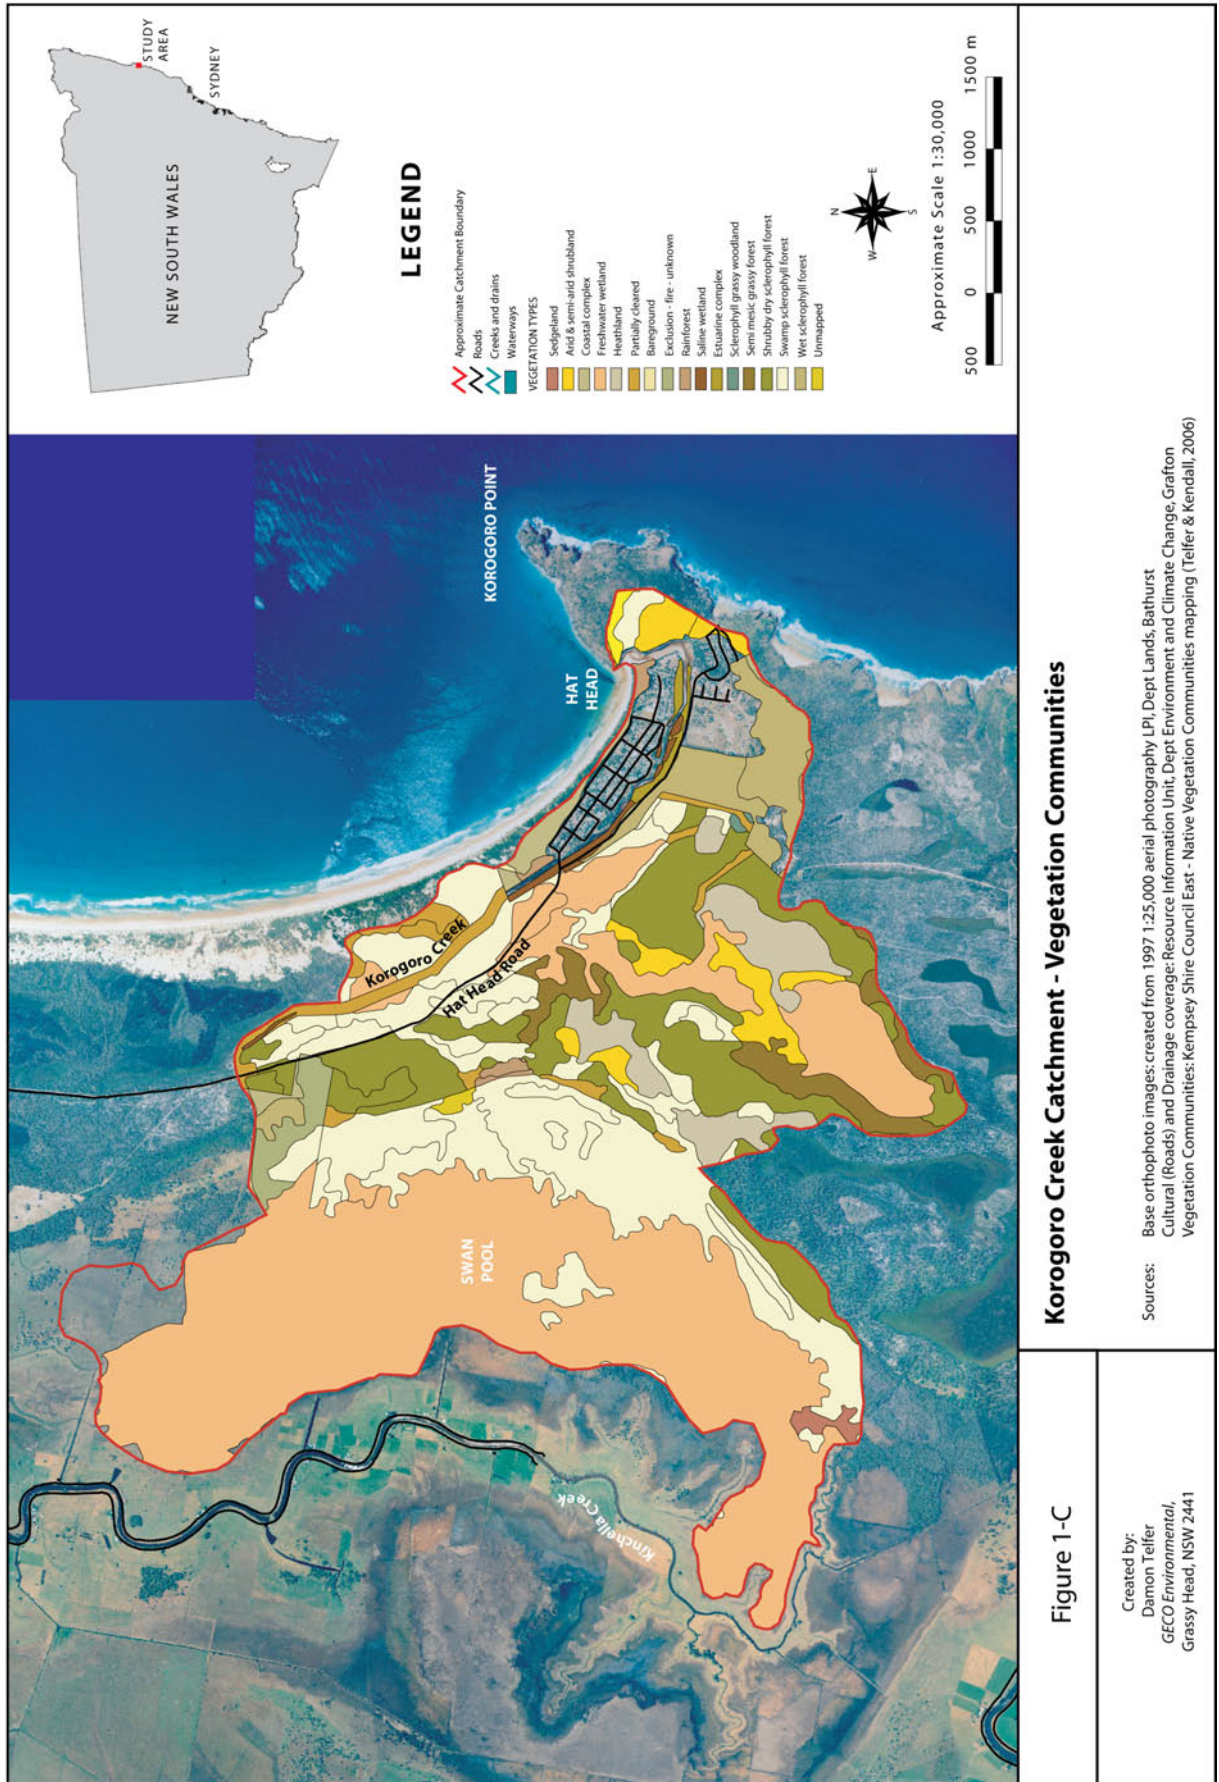 NEW SOUTH WALES
STUDY
AREA
SYDNEY
LEGEND
Approximate Catchment Boundary
Roads
Creeks and drains
Waterways
VEGETATION TYPES
Sedgeland
Arid & semi-arid shrubland
Coastal complex
Freshwater wetland
Heathland
Partially cleared
Bareground
Exclusion - fire - unknown
Rainforest
Saline wetland
Estuarine complex
Sclerophyll grassy woodland
Semi mesic grassy forest
Shrubby dry sclerophyll forest
Swamp sclerophyll forest
Wet sclerophyll forest
Unmapped
N
W
E
S
Approximate Scale 1:30,000
500 0 500 1000 1500 m
KOROGORO POINT
HAT
HEAD
Korogoro Creek
Hat Head Road
SWAN
POOL
Kinchella Creek
Figure 1-C
Created by:
Damon Telfer
GECO Environmental,
Grassy Head, NSW 2441
Korogoro Creek Catchment - Vegetation Communities
Sources: Base orthophoto images: created from 1997 1:25,000 aerial photography LPI, Dept Lands, Bathurst
Cultural (Roads) and Drainage coverage: Resource Information Unit, Dept Environment and Climate Change, Grafton
Vegetation Communities: Kempsey Shire Council East - Native Vegetation Communities mapping (Telfer & Kendall, 2006)